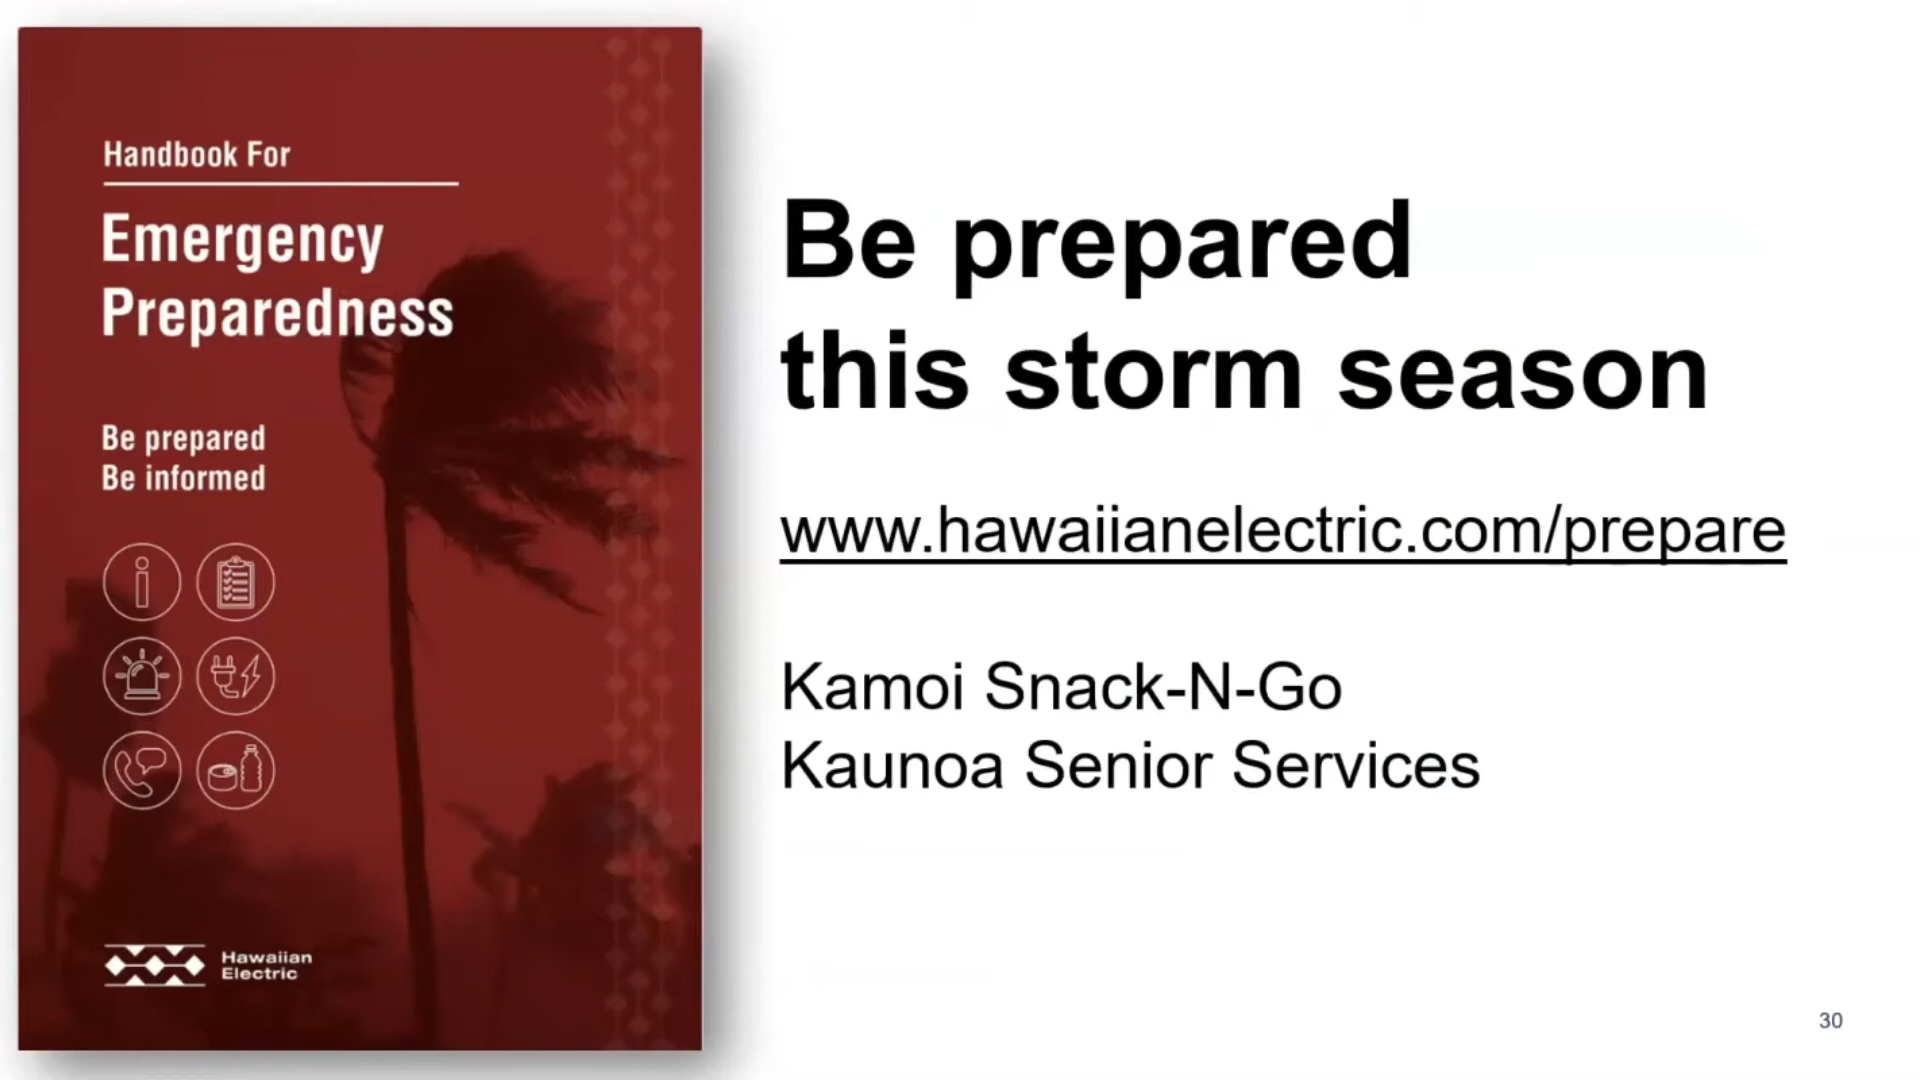 Handbook For
Emergency
Preparedness
Be prepared
Be informed
Hawaiian
Electric
Be prepared
this storm season
www.hawaiianelectric.com/prepare
Kamoi Snack-N-Go
Kaunoa Senior Services
30